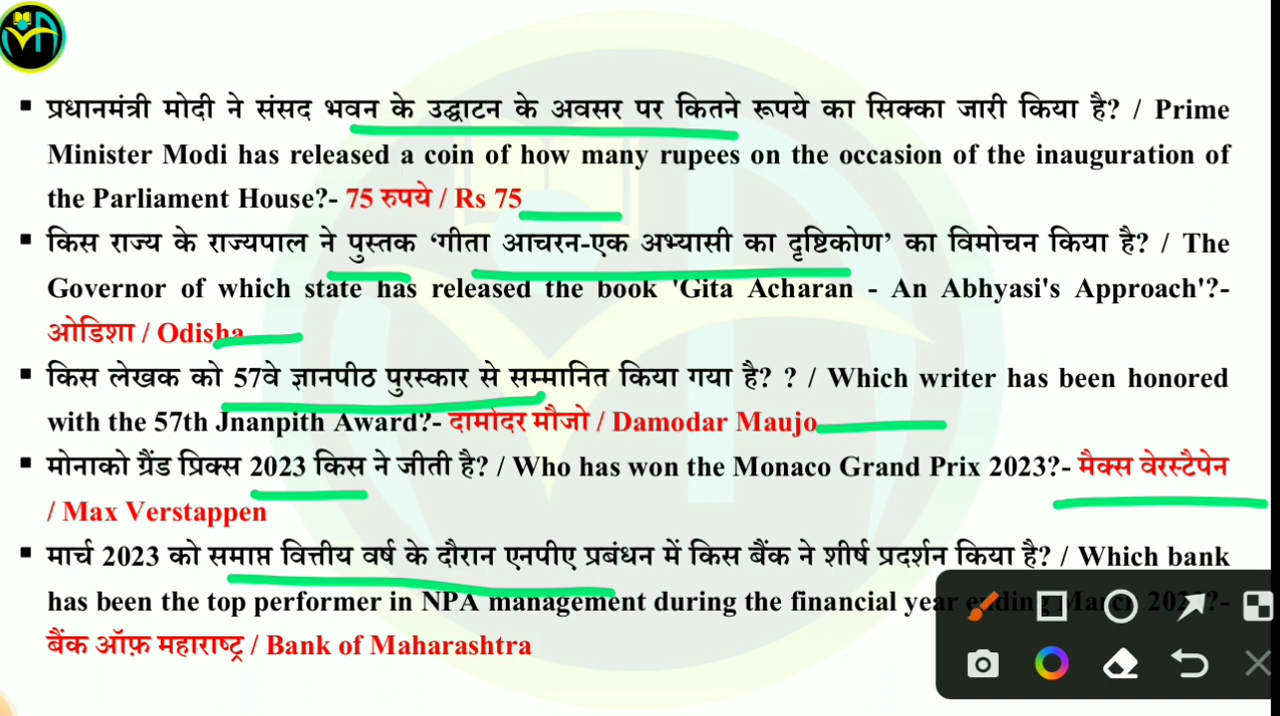 ▪ प्रधानमंत्री मोदी ने संसद भवन के उद्घाटन के अवसर पर कितने रूपये का सिक्का जारी किया है? / Prime
Minister Modi has released a coin of how many rupees on the occasion of the inauguration of
the Parliament House?- 75 रुपये / Rs 75
▪ किस राज्य के राज्यपाल ने पुस्तक ‘गीता आचरन-एक अभ्यासी का दृष्टिकोण’ का विमोचन किया है? / The
Governor of which state has released the book 'Gita Acharan - An Abhyasi's Approach'?-
ओडिशा / Odisha
▪ किस लेखक को 57वे ज्ञानपीठ पुरस्कार से सम्मानित किया गया है? ? / Which writer has been honored
with the 57th Jnanpith Award?- दामोदर मौजो / Damodar Maujo
▪ मोनाको ग्रैंड प्रिक्स 2023 किस ने जीती है? / Who has won the Monaco Grand Prix 2023?- मैक्स वेरस्टैपेन
/ Max Verstappen
▪ मार्च 2023 को समाप्त वित्तीय वर्ष के दौरान एनपीए प्रबंधन में किस बैंक ने शीर्ष प्रदर्शन किया है? / Which bank
has been the top performer in NPA management during the financial year ending March 2023?-
बैंक ऑफ़ महाराष्ट्र / Bank of Maharashtra